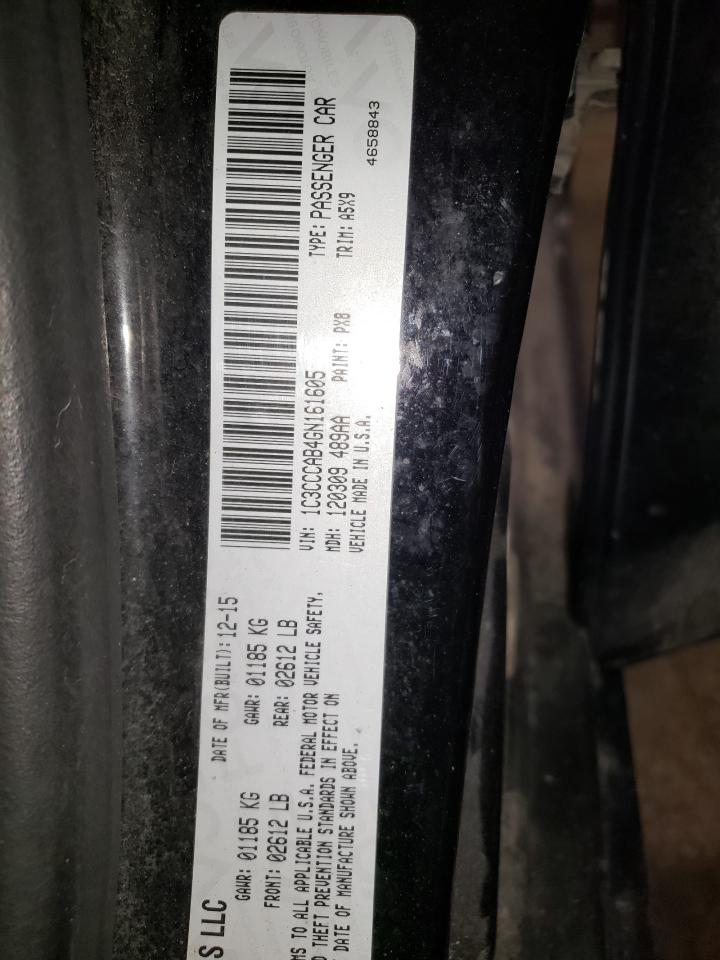 S LLC
DATE OF MFR(BUILT): 12-15
GAWR: 01185 KG GAWR: 01185 KG
FRONT: 02612 LB REAR: 02612 LB
MS TO ALL APPLICABLE U.S.A. FEDERAL MOTOR VEHICLE SAFETY,
D THEFT PREVENTION STANDARDS IN EFFECT ON
DATE OF MANUFACTURE SHOWN ABOVE.
VIN: 1C3CCCAB4GN161605 TYPE: PASSENGER CAR
MDH: 120309 489AA PAINT: PX8 TRIM: A5X9
VEHICLE MADE IN U.S.A.
4658843